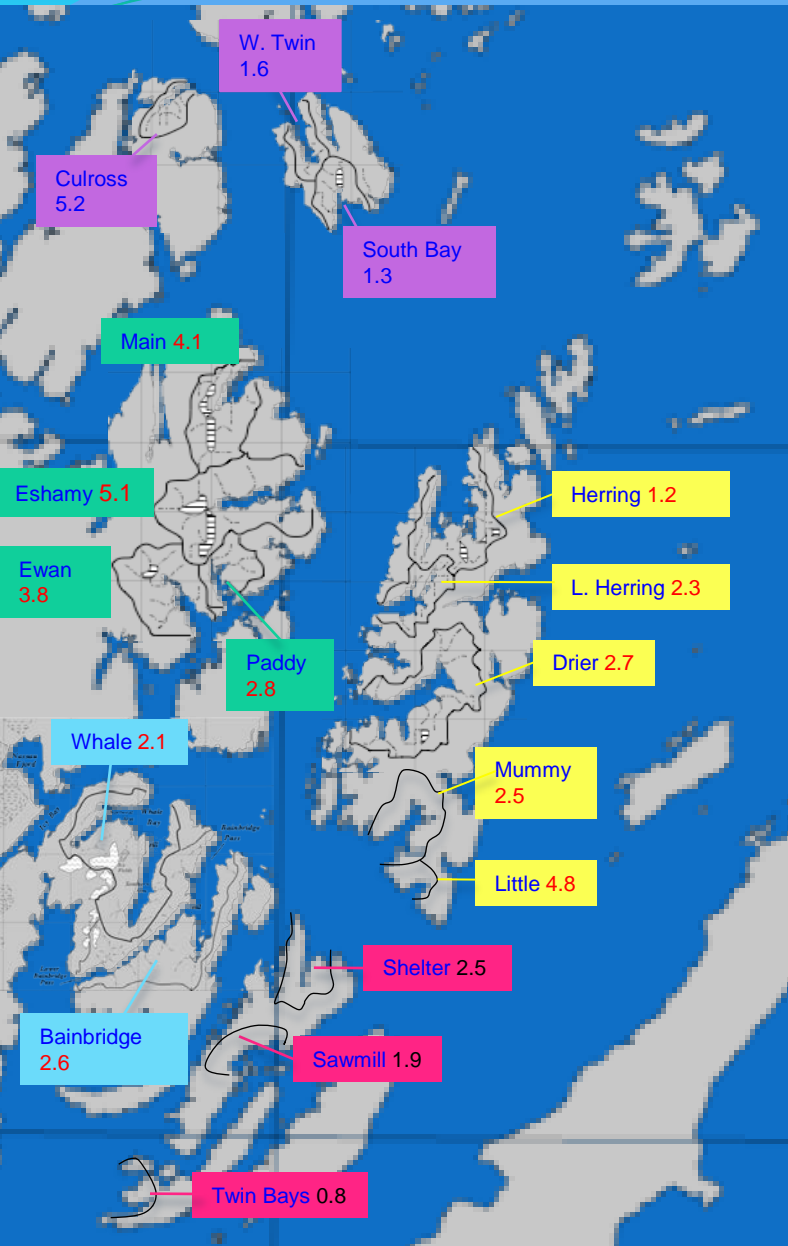 W. Twin
1.6
Culross
5.2
South Bay
1.3
Main 4.1
Eshamy 5.1
Herring 1.2
Ewan
3.8
L. Herring 2.3
Paddy
2.8
Drier 2.7
Whale 2.1
Mummy
2.5
Little 4.8
Shelter 2.5
Bainbridge
2.6
Sawmill 1.9
Twin Bays 0.8